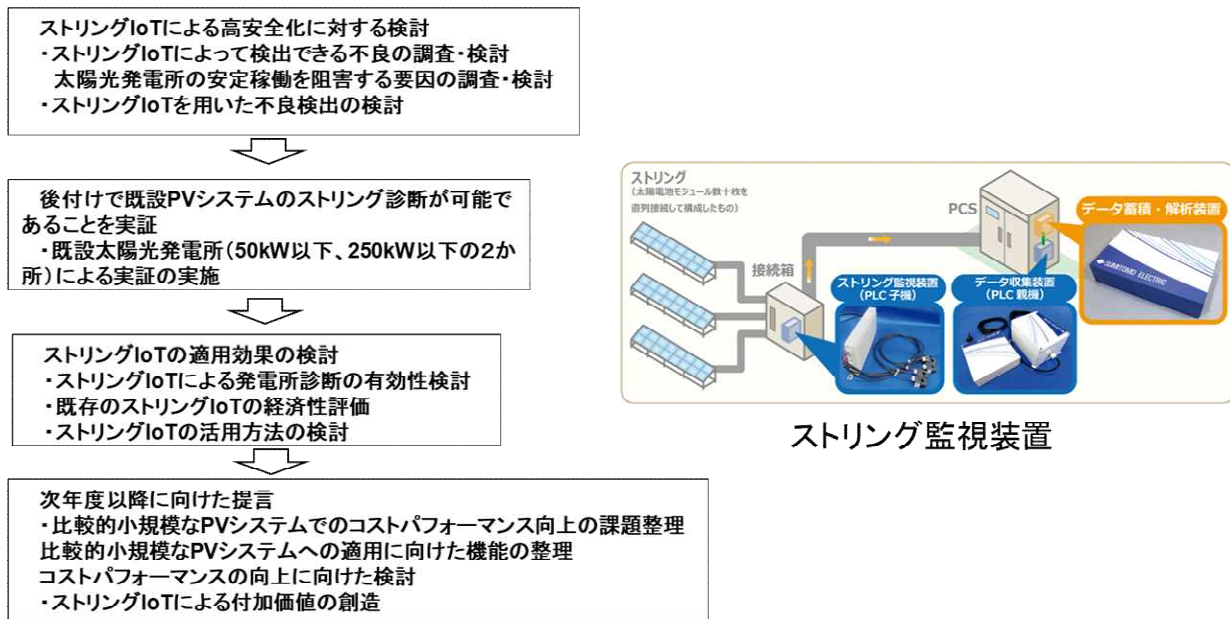 ストリングIoTによる高安全化に対する検討
・ストリングIoTによって検出できる不良の調査・検討
太陽光発電所の安定稼働を阻害する要因の調査・検討
・ストリングIoTを用いた不良検出の検討
後付けで既設PVシステムのストリング診断が可能で
あることを実証
・既設太陽光発電所（50kW以下、250kW以下の２か
所）による実証の実施
ストリングIoTの適用効果の検討
・ストリングIoTによる発電所診断の有効性検討
・既存のストリングIoTの経済性評価
・ストリングIoTの活用方法の検討
次年度以降に向けた提言
・比較的小規模なPVシステムでのコストパフォーマンス向上の課題整理
比較的小規模なPVシステムへの適用に向けた機能の整理
コストパフォーマンスの向上に向けた検討
・ストリングIoTによる付加価値の創造
ストリング
（太陽電池モジュール数十枚を
直列接続して構成したもの）
接続箱
PCS
ストリング監視装置
（PLC 子機）
データ収集装置
（PLC 親機）
データ蓄積・解析装置
SUMITOMO ELECTRIC
ストリング監視装置